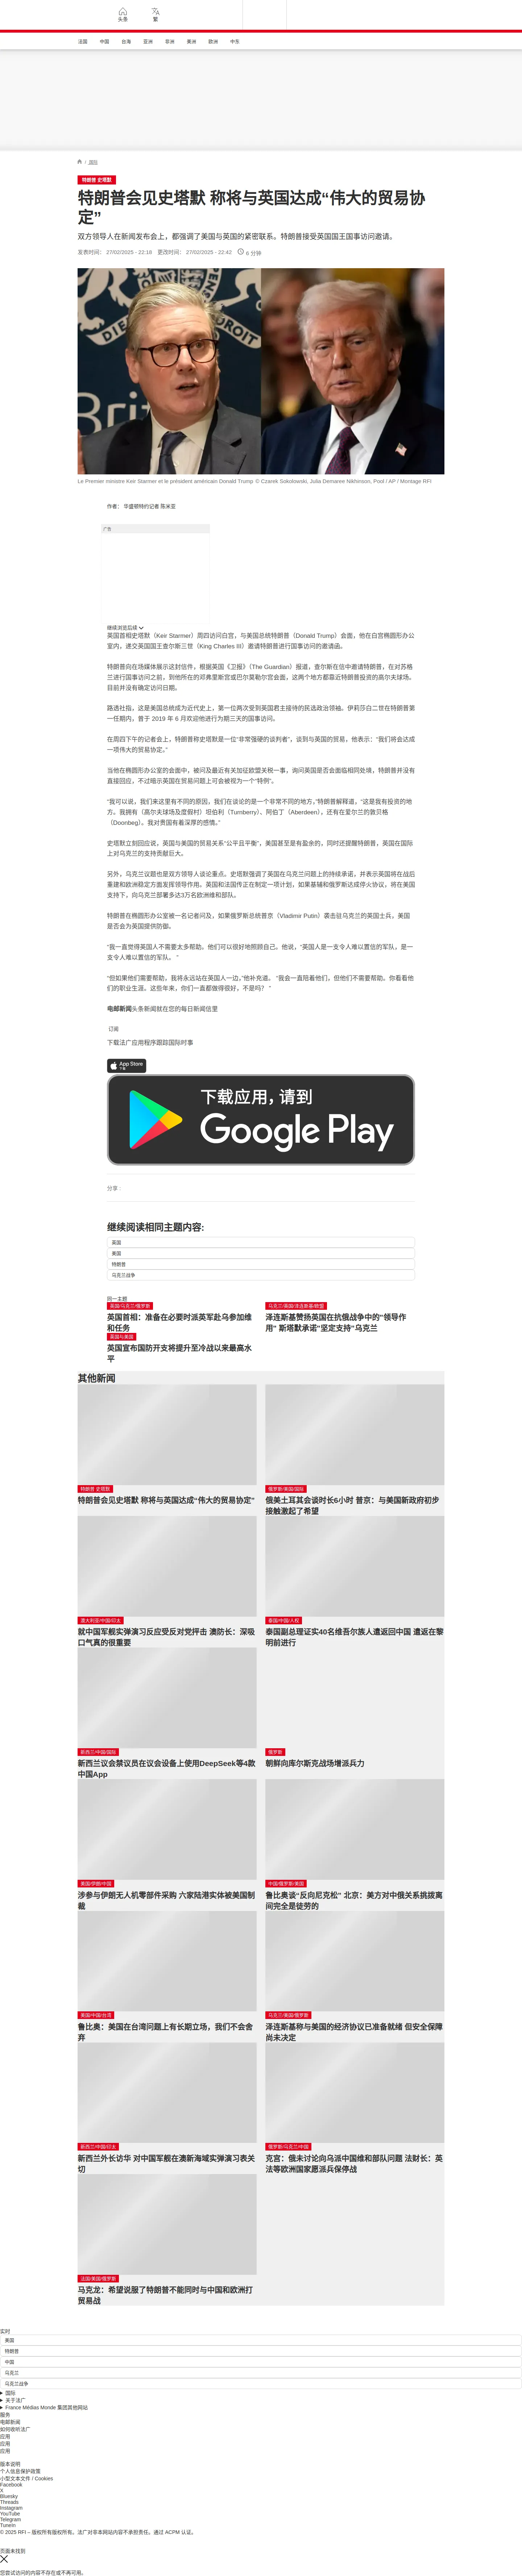 头条
繁
法国
中国
台海
亚洲
非洲
美洲
欧洲
中东
/ 国际
特朗普 史塔默
特朗普会见史塔默 称将与英国达成“伟大的贸易协
定”
双方领导人在新闻发布会上，都强调了美国与英国的紧密联系。特朗普接受英国国王国事访问邀请。
发表时间： 27/02/2025 - 22:18 更改时间： 27/02/2025 - 22:42 6 分钟
Le Premier ministre Keir Starmer et le président américain Donald Trump © Czarek Sokolowski, Julia Demaree Nikhinson, Pool / AP / Montage RFI
作者： 华盛顿特约记者 陈米亚
广告
继续浏览后续
英国首相史塔默（Keir Starmer）周四访问白宫，与美国总统特朗普（Donald Trump）会面，他在白宫椭圆形办公
室内，递交英国国王查尔斯三世（King Charles III）邀请特朗普进行国事访问的邀请函。
特朗普向在场媒体展示这封信件，根据英国《卫报》（The Guardian）报道，查尔斯在信中邀请特朗普，在对苏格
兰进行国事访问之前，到他所在的邓弗里斯宫或巴尔莫勒尔宫会面，这两个地方都靠近特朗普投资的高尔夫球场。
目前并没有确定访问日期。
路透社指，这是美国总统成为近代史上，第一位两次受到英国君主接待的民选政治领袖。伊莉莎白二世在特朗普第
一任期内，曾于 2019 年 6 月欢迎他进行为期三天的国事访问。
在周四下午的记者会上，特朗普称史塔默是一位“非常强硬的谈判者”，谈到与英国的贸易，他表示：“我们将会达成
一项伟大的贸易协定。”
当他在椭圆形办公室的会面中，被问及最近有关加征欧盟关税一事，询问英国是否会面临相同处境，特朗普并没有
直接回应，不过暗示英国在贸易问题上可会被视为一个“特例”。
“我可以说，我们来这里有不同的原因，我们在谈论的是一个非常不同的地方，”特朗普解释道，“这是我有投资的地
方。我拥有（高尔夫球场及度假村）坦伯利（Turnberry）、阿伯丁（Aberdeen），还有在爱尔兰的敦贝格
（Doonbeg）。我对贵国有着深厚的感情。”
史塔默立刻回应说，英国与美国的贸易关系“公平且平衡”，美国甚至是有盈余的，同时还提醒特朗普，英国在国际
上对乌克兰的支持贡献巨大。
另外，乌克兰议题也是双方领导人谈论重点。史塔默强调了英国在乌克兰问题上的持续承诺，并表示英国将在战后
重建和欧洲稳定方面发挥领导作用。英国和法国传正在制定一项计划，如果基辅和俄罗斯达成停火协议，将在美国
支持下，向乌克兰部署多达3万名欧洲维和部队。
特朗普在椭圆形办公室被一名记者问及，如果俄罗斯总统普京（Vladimir Putin）袭击驻乌克兰的英国士兵，美国
是否会为英国提供防御。
“我一直觉得英国人不需要太多帮助。他们可以很好地照顾自己。他说，“英国人是一支令人难以置信的军队，是一
支令人难以置信的军队。 ”
“但如果他们需要帮助，我将永远站在英国人一边,”他补充道。 “我会一直陪着他们，但他们不需要帮助。你看看他
们的职业生涯。这些年来，你们一直都做得很好，不是吗？ ”
电邮新闻头条新闻就在您的每日新闻信里
订阅
下载法广应用程序跟踪国际时事
App Store
下载
下载应用，请到
Google Play
分享 :
继续阅读相同主题内容:
英国
美国
特朗普
乌克兰战争
同一主题
英国/乌克兰/俄罗斯
英国首相：准备在必要时派英军赴乌参加维
和任务
乌克兰/英国/泽连斯基/欧盟
泽连斯基赞扬英国在抗俄战争中的"领导作
用" 斯塔默承诺"坚定支持"乌克兰
英国与美国
英国宣布国防开支将提升至冷战以来最高水
平
其他新闻
特朗普 史塔默
特朗普会见史塔默 称将与英国达成“伟大的贸易协定”
俄罗斯/美国/国际
俄美土耳其会谈时长6小时 普京：与美国新政府初步
接触激起了希望
澳大利亚/中国/印太
就中国军舰实弹演习反应受反对党抨击 澳防长：深吸
口气真的很重要
泰国/中国/人权
泰国副总理证实40名维吾尔族人遭返回中国 遭返在黎
明前进行
新西兰/中国/国际
新西兰议会禁议员在议会设备上使用DeepSeek等4款
中国App
俄罗斯
朝鲜向库尔斯克战场增派兵力
美国/伊朗/中国
涉参与伊朗无人机零部件采购 六家陆港实体被美国制
裁
中国/俄罗斯/美国
鲁比奥谈“反向尼克松” 北京：美方对中俄关系挑拨离
间完全是徒劳的
美国/中国/台湾
鲁比奥：美国在台湾问题上有长期立场，我们不会舍
弃
乌克兰/美国/俄罗斯
泽连斯基称与美国的经济协议已准备就绪 但安全保障
尚未决定
新西兰/中国/印太
新西兰外长访华 对中国军舰在澳新海域实弹演习表关
切
俄罗斯/乌克兰/中国
克宫：俄未讨论向乌派中国维和部队问题 法财长：英
法等欧洲国家愿派兵保停战
法国/美国/俄罗斯
马克龙：希望说服了特朗普不能同时与中国和欧洲打
贸易战
实时
美国
特朗普
中国
乌克兰
乌克兰战争
国际
关于法广
France Médias Monde 集团其他网站
服务
电邮新闻
如何收听法广
应用
应用
应用
版本说明
个人信息保护政策
小型文本文件 / Cookies
Facebook
X
Bluesky
Threads
Instagram
YouTube
Telegram
TuneIn
© 2025 RFI – 版权所有版权所有。法广对非本网站内容不承担责任。通过 ACPM 认证。
页面未找到
您尝试访问的内容不存在或不再可用。